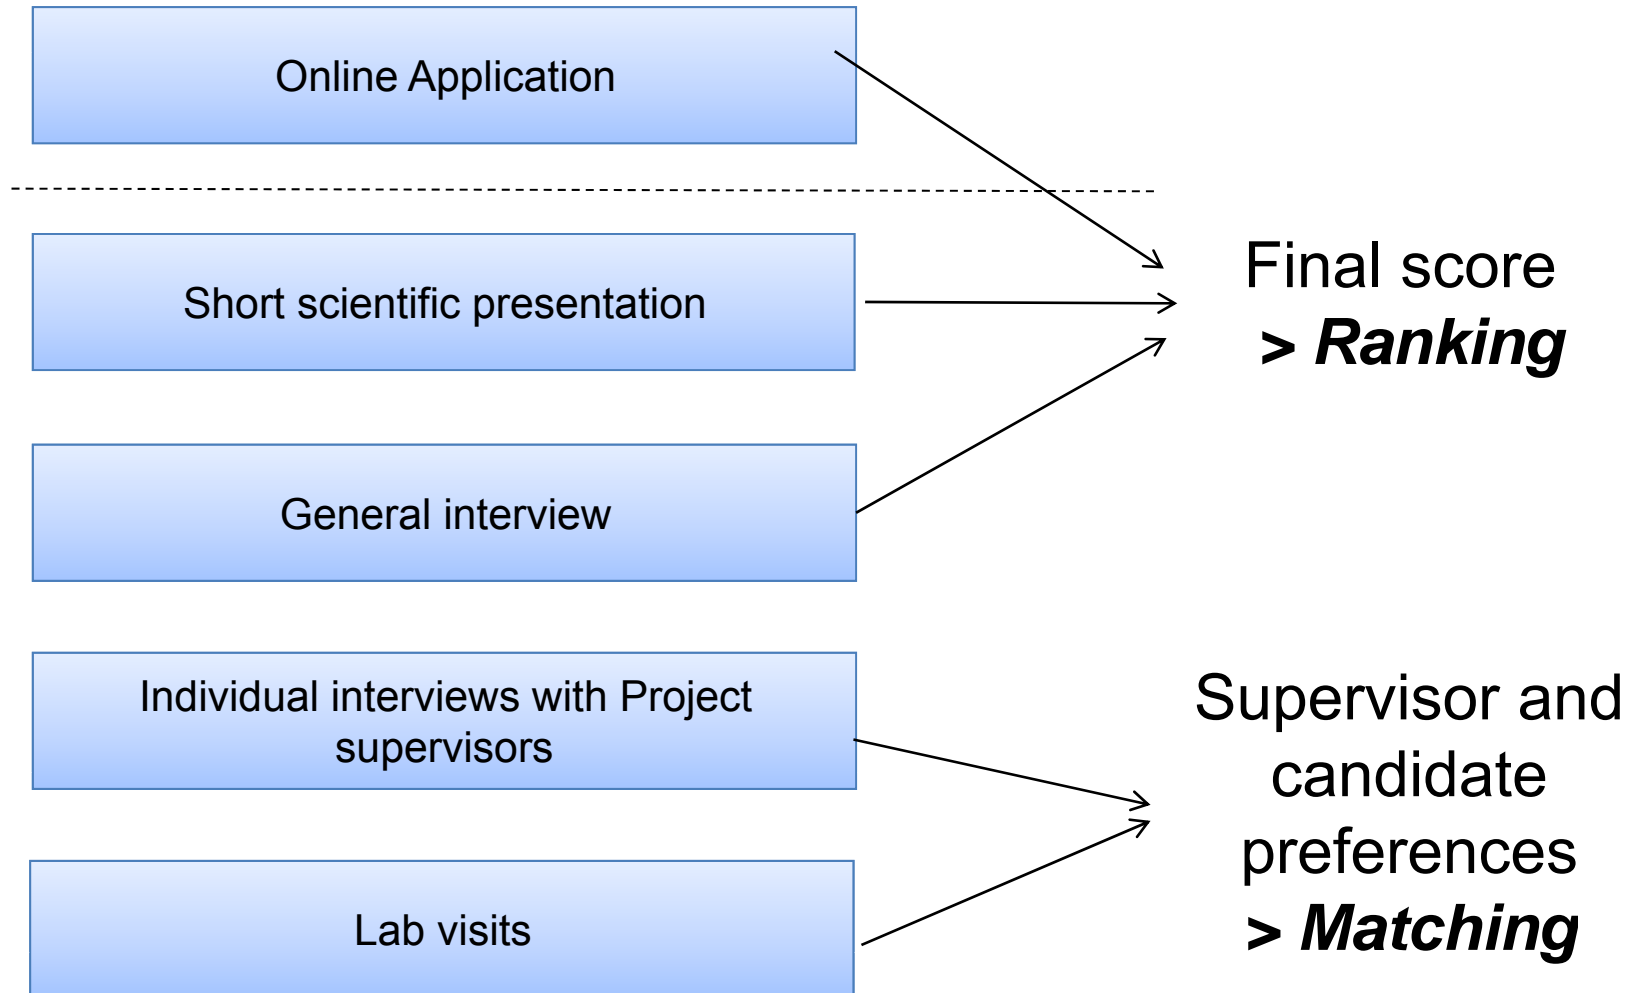 Online Application
Short scientific presentation
General interview
Individual interviews with Project
supervisors
Lab visits
Final score
> Ranking
Supervisor and
candidate
preferences
> Matching